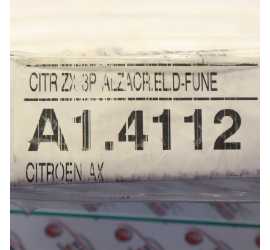 CITR ZX 3P ALZACR.EL.D-FUNE
A1.4112
CITROEN AX